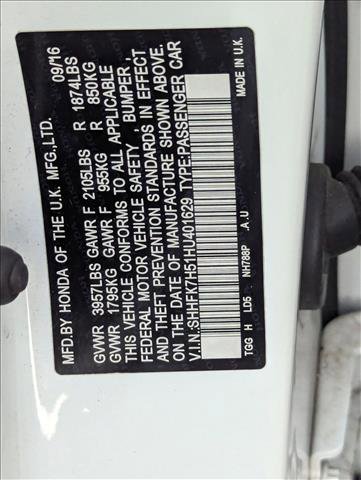 MFD.BY HONDA OF THE U.K. MFG.,LTD. 09/16
GVWR 3957LBS GAWR F 2105LBS R 1874LBS
GVWR 1795KG GAWR F 955KG R 850KG
THIS VEHICLE CONFORMS TO ALL APPLICABLE
FEDERAL MOTOR VEHICLE SAFETY , BUMPER,
AND THEFT PREVENTION STANDARDS IN EFFECT
ON THE DATE OF MANUFACTURE SHOWN ABOVE.
V.I.N.:SHHFK7H51HU401629 TYPE:PASSENGER CAR
TGG H LD5 NH788P .A.U MADE IN U.K.